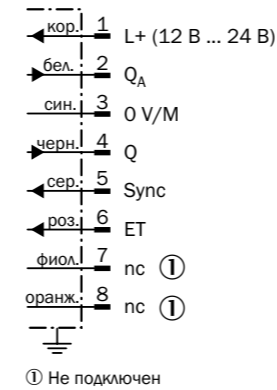 кор. 1 L+ (12 В ... 24 В)
бел. 2 QA
син. 3 0 V/M
черн. 4 Q
сер. 5 Sync
роз. 6 ET
фиол. 7 nc ①
оранж. 8 nc ①
① Не подключен